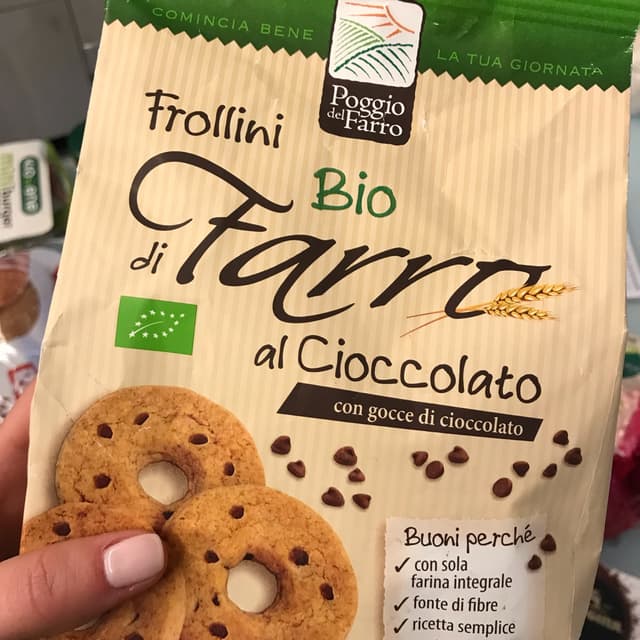 COMINCIA BENE
LA TUA GIORNATA
Poggio
del Farro
Frollini
Bio
di Farro
al Cioccolato
con gocce di cioccolato
Buoni perché
✓ con sola
farina integrale
✓ fonte di fibre
✓ ricetta semplice
burger